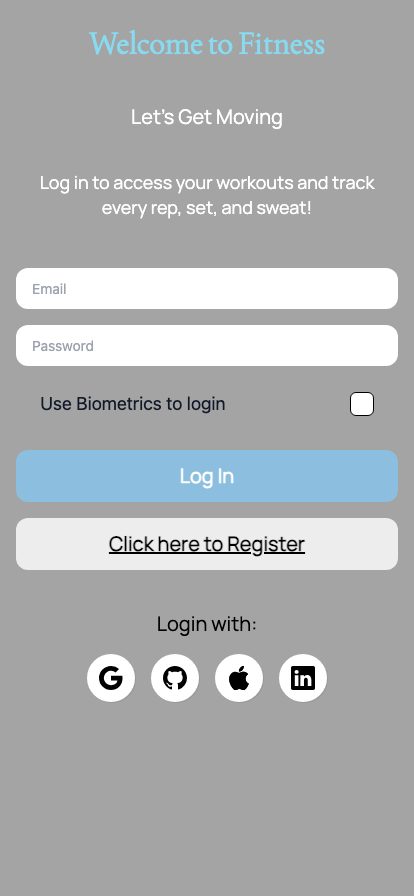 Welcome to Fitness
Let's Get Moving
Log in to access your workouts and track
every rep, set, and sweat!
Email
Password
Use Biometrics to login
Log In
Click here to Register
Login with: